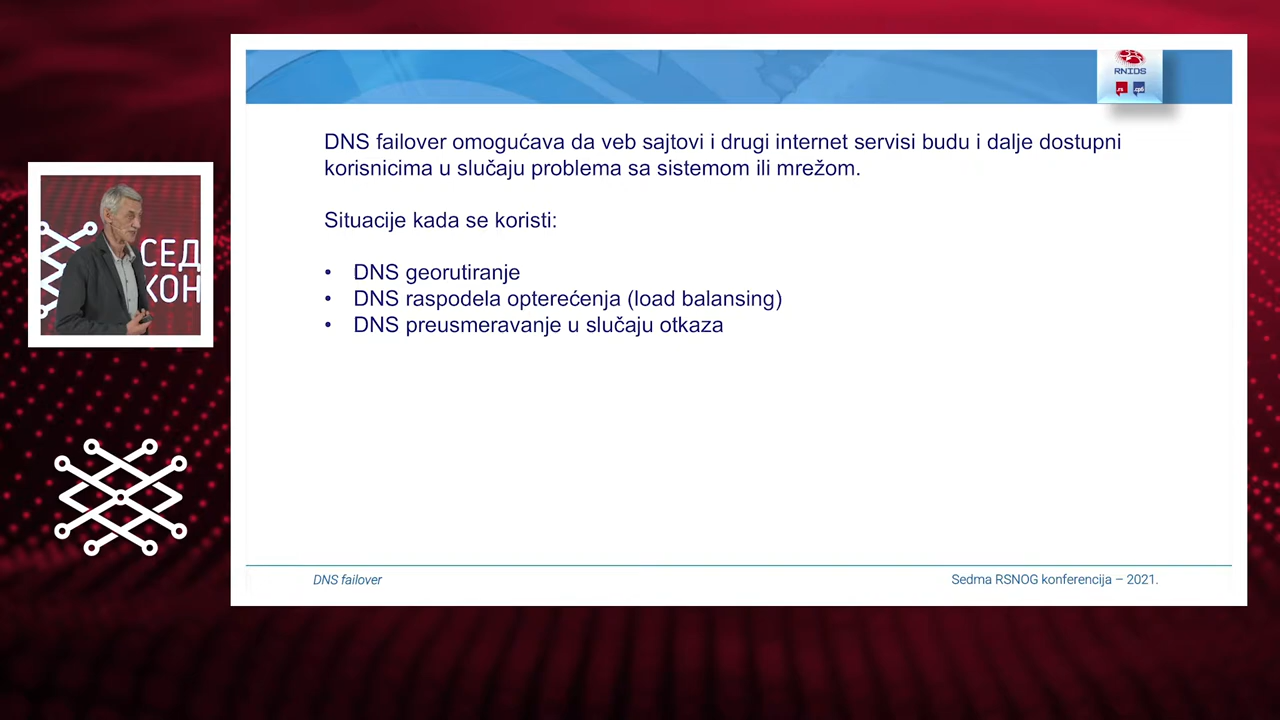 RNIDS
.rs .срб
DNS failover omogućava da veb sajtovi i drugi internet servisi budu i dalje dostupni
korisnicima u slučaju problema sa sistemom ili mrežom.
Situacije kada se koristi:
• DNS georutiranje
• DNS raspodela opterećenja (load balansing)
• DNS preusmeravanje u slučaju otkaza
СЕД
КОН
DNS failover
Sedma RSNOG konferencija – 2021.